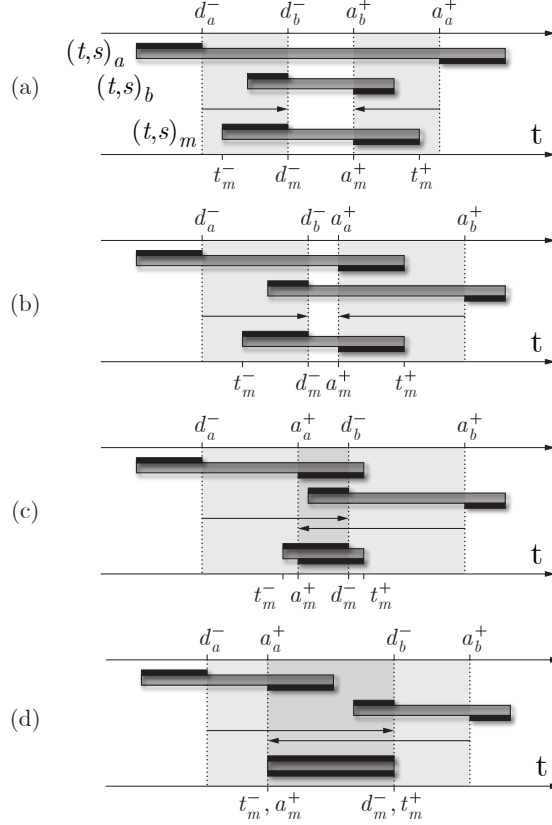 d_a^- d_b^- a_b^+ a_a^+
(t,s)_a
(a)
(t,s)_b
(t,s)_m
t
t_m^- d_m^- a_m^+ t_m^+
d_a^- d_b^- a_a^+ a_b^+
(b)
t
t_m^- d_m^- a_m^+ t_m^+
d_a^- a_a^+ d_b^- a_b^+
(c)
t
t_m^- a_m^+ d_m^- t_m^+
d_a^- a_a^+ d_b^- a_b^+
(d)
t
t_m^-, a_m^+ d_m^-, t_m^+